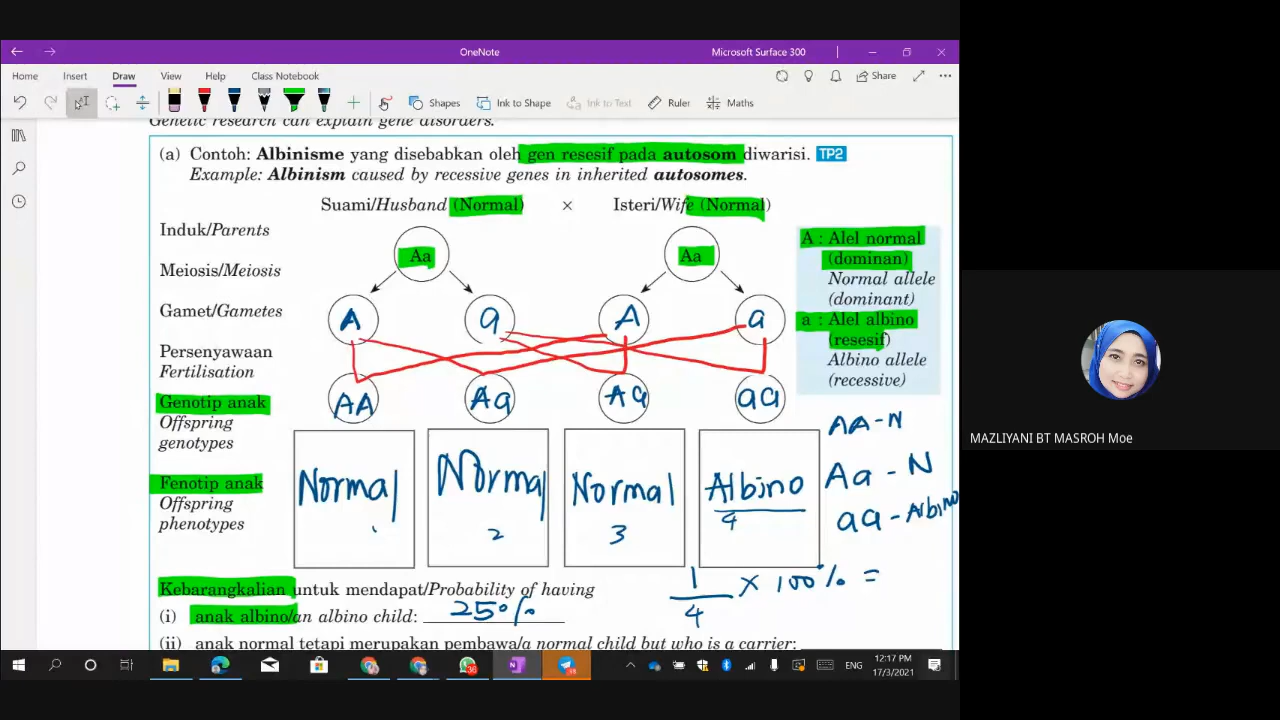 OneNote
Microsoft Surface 300
Home Insert Draw View Help Class Notebook
Share
Shapes Ink to Shape Ink to Text Ruler Maths
Genetic research can explain gene disorders.
(a) Contoh: Albinisme yang disebabkan oleh gen resesif pada autosom diwarisi. TP2
Example: Albinism caused by recessive genes in inherited autosomes.
Suami/Husband (Normal) × Isteri/Wife (Normal)
Induk/Parents
Aa Aa
Meiosis/Meiosis
Gamet/Gametes
A a A a
Persenyawaan
Fertilisation
Genotip anak
Offspring
genotypes
AA Aa Aa aa
Fenotip anak
Offspring
phenotypes
Normal Normal Normal Albino
1 2 3 4
A : Alel normal
(dominan)
Normal allele
(dominant)
a : Alel albino
(resesif)
Albino allele
(recessive)
AA - N
Aa - N
aa - Albino
Kebarangkalian untuk mendapat/Probability of having
1/4 × 100% =
(i) anak albino/an albino child: 25%
(ii) anak normal tetapi merupakan pembawa/a normal child but who is a carrier:
ENG
12:17 PM
17/3/2021
MAZLIYANI BT MASROH Moe